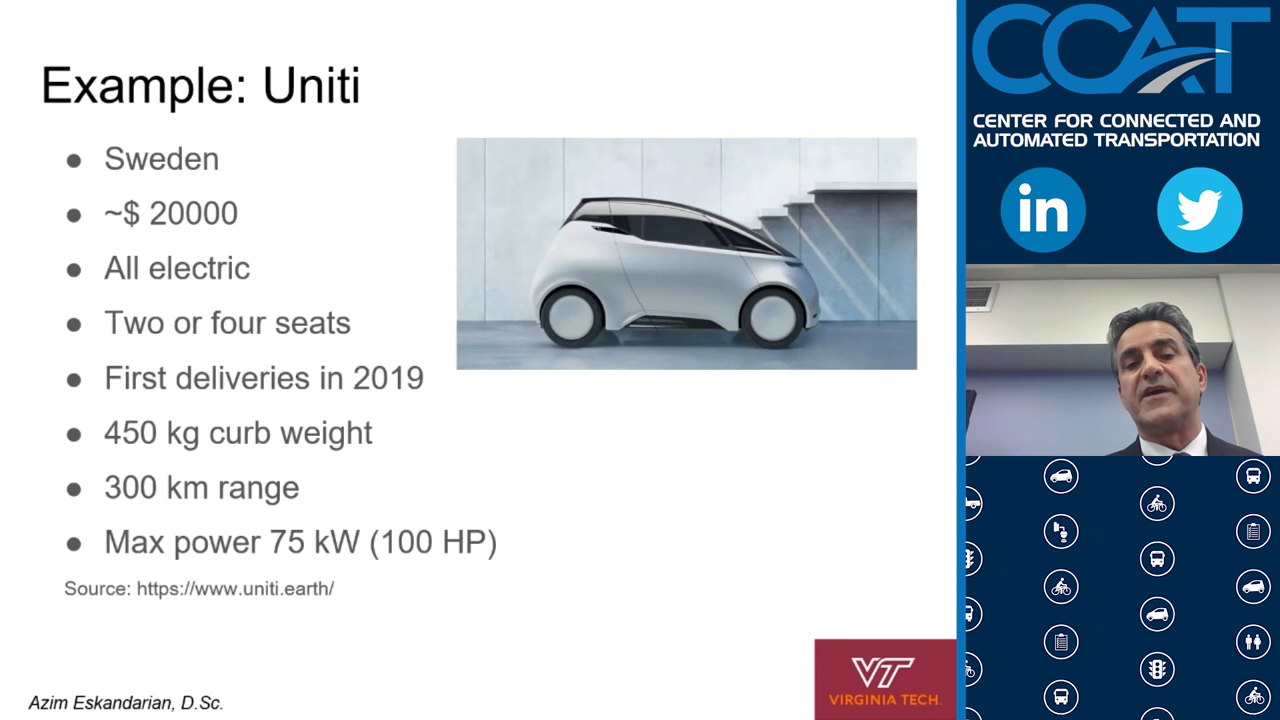 Example: Uniti
● Sweden
● ~$ 20000
● All electric
● Two or four seats
● First deliveries in 2019
● 450 kg curb weight
● 300 km range
● Max power 75 kW (100 HP)
Source: https://www.uniti.earth/
Azim Eskandarian, D.Sc.
VT
VIRGINIA TECH.
CCAT
CENTER FOR CONNECTED AND
AUTOMATED TRANSPORTATION
in